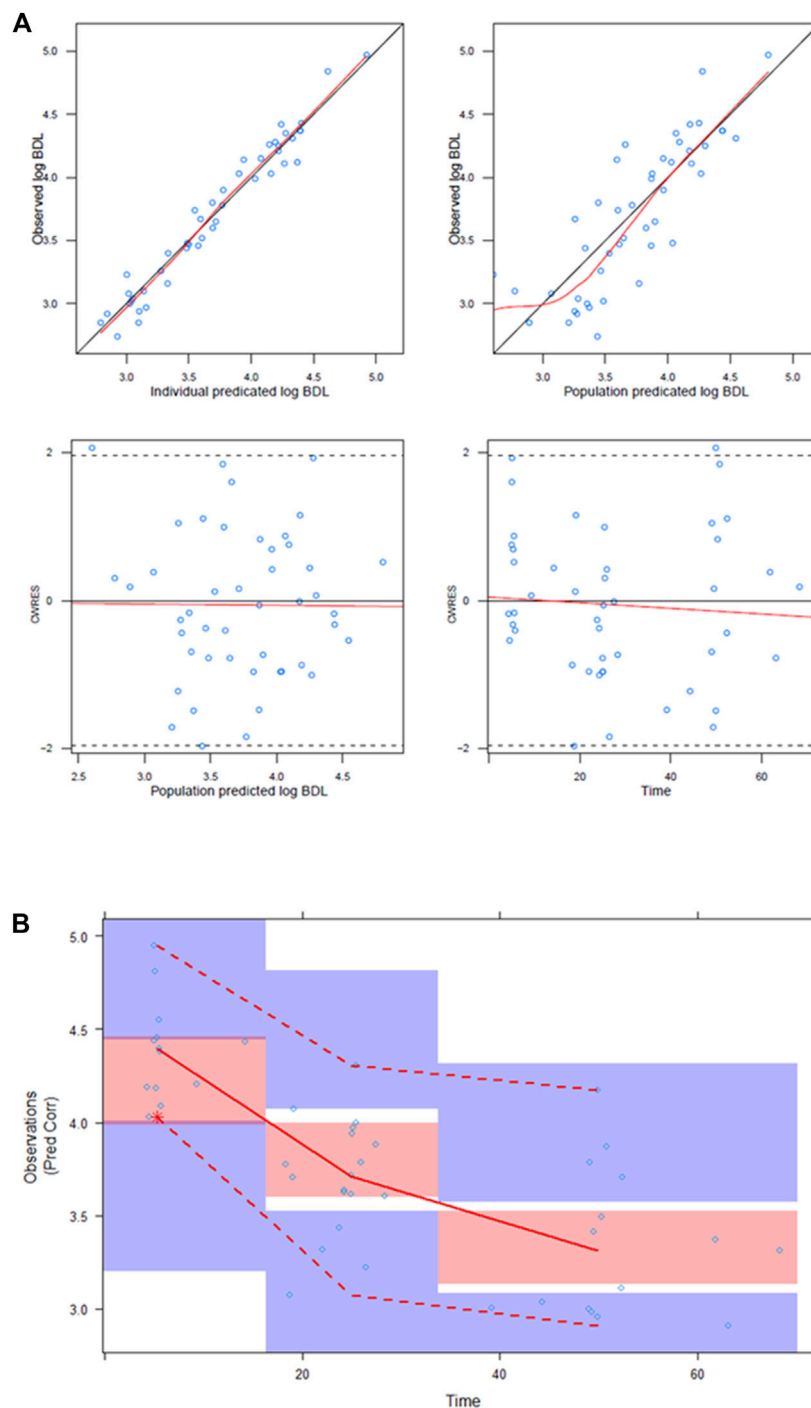 A
5.0
4.5
4.0
3.5
3.0
Observed log BDL
3.0 3.5 4.0 4.5 5.0
Individual predicated log BDL
5.0
4.5
4.0
3.5
3.0
Observed log BDL
3.0 3.5 4.0 4.5 5.0
Population predicated log BDL
2
0
−2
CWRES
2.5 3.0 3.5 4.0 4.5
Population predicted log BDL
2
0
−2
CWRES
20 40 60
Time
B
5.0
4.5
4.0
3.5
3.0
Observations
(Pred Corr)
20 40 60
Time